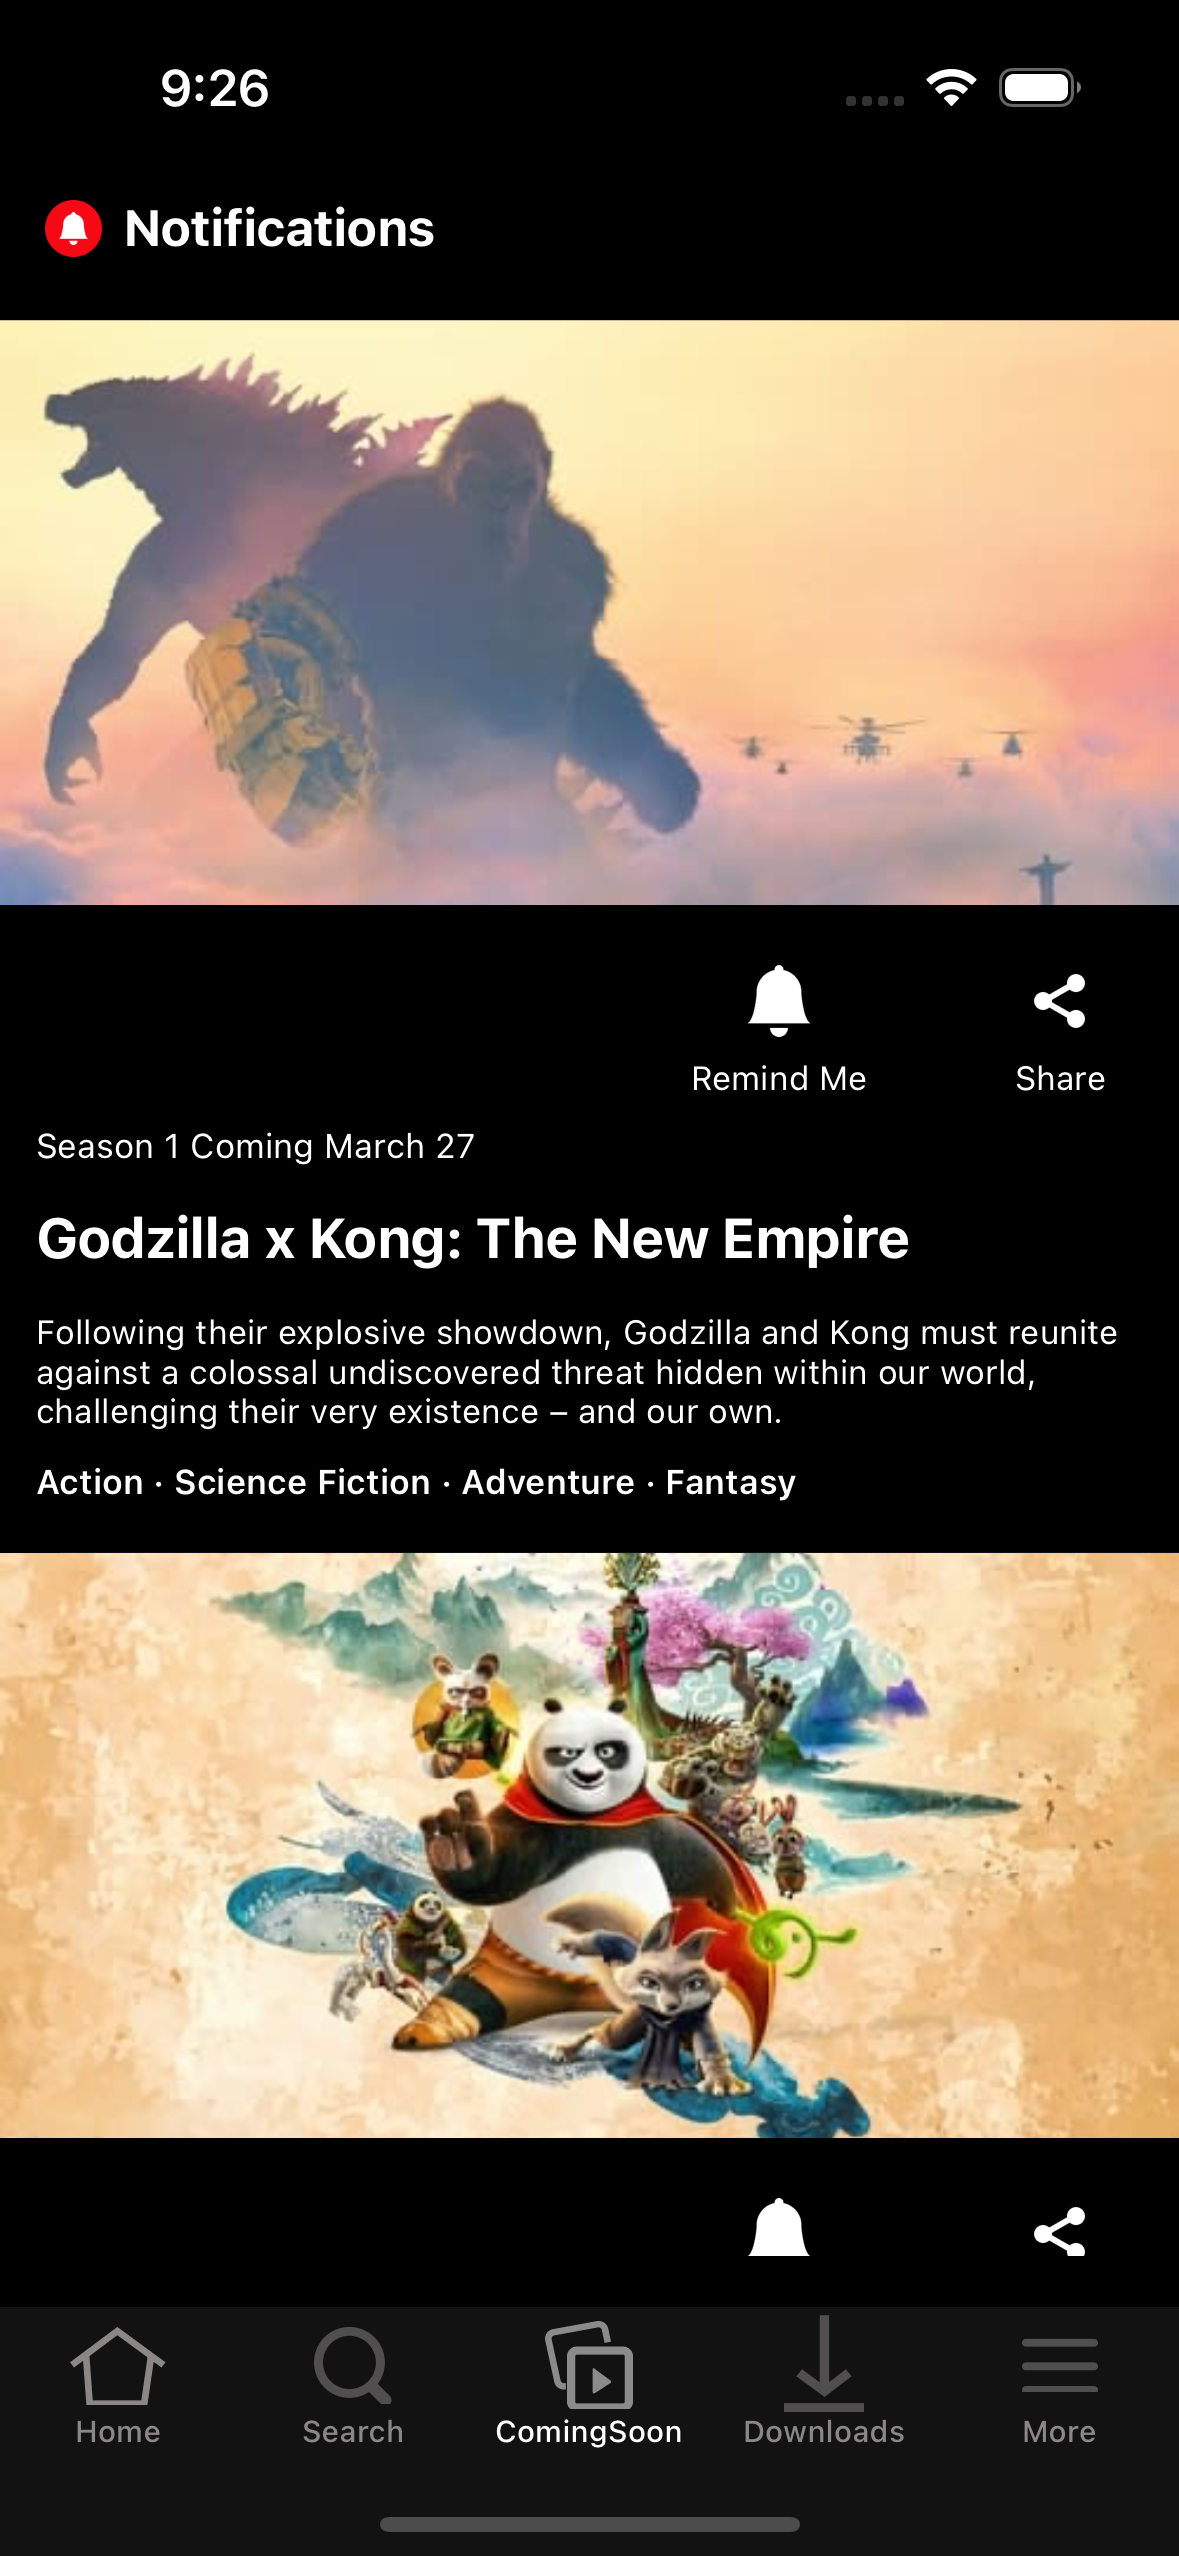 9:26
Notifications
Remind Me
Share
Season 1 Coming March 27
Godzilla x Kong: The New Empire
Following their explosive showdown, Godzilla and Kong must reunite
against a colossal undiscovered threat hidden within our world,
challenging their very existence – and our own.
Action · Science Fiction · Adventure · Fantasy
Home
Search
ComingSoon
Downloads
More